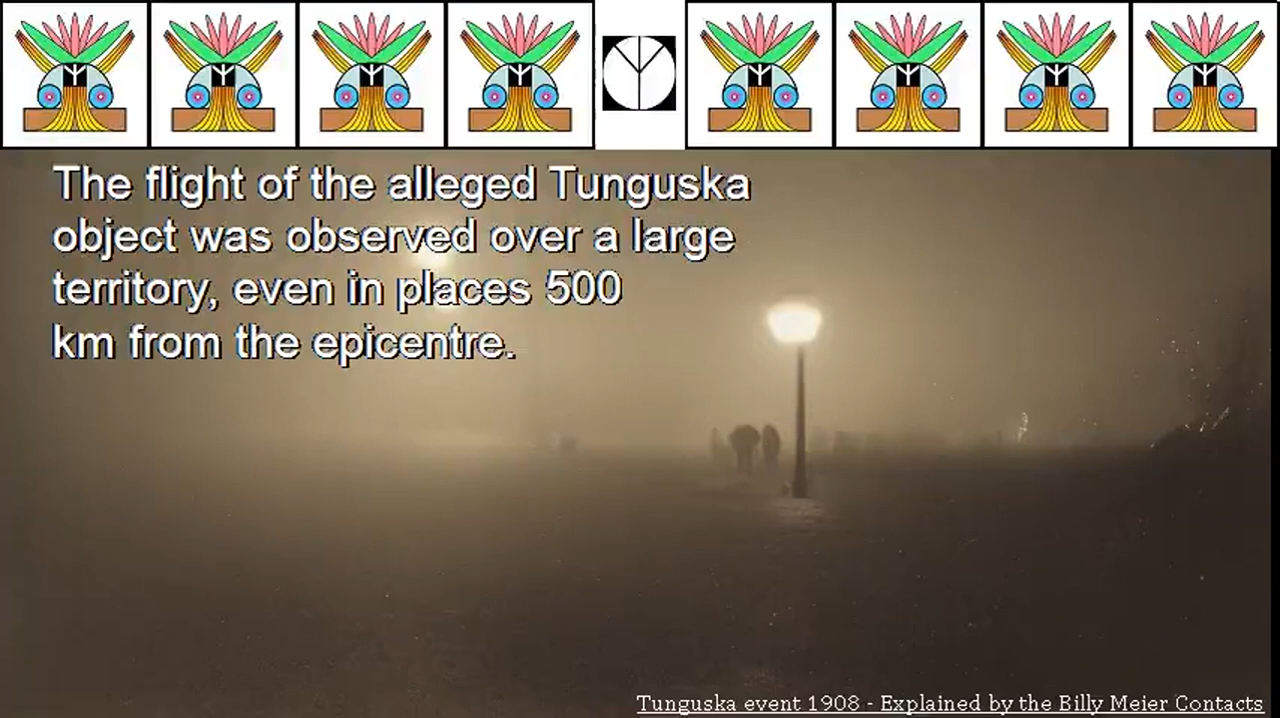 The flight of the alleged Tunguska
object was observed over a large
territory, even in places 500
km from the epicentre.
Tunguska event 1908 - Explained by the Billy Meier Contacts